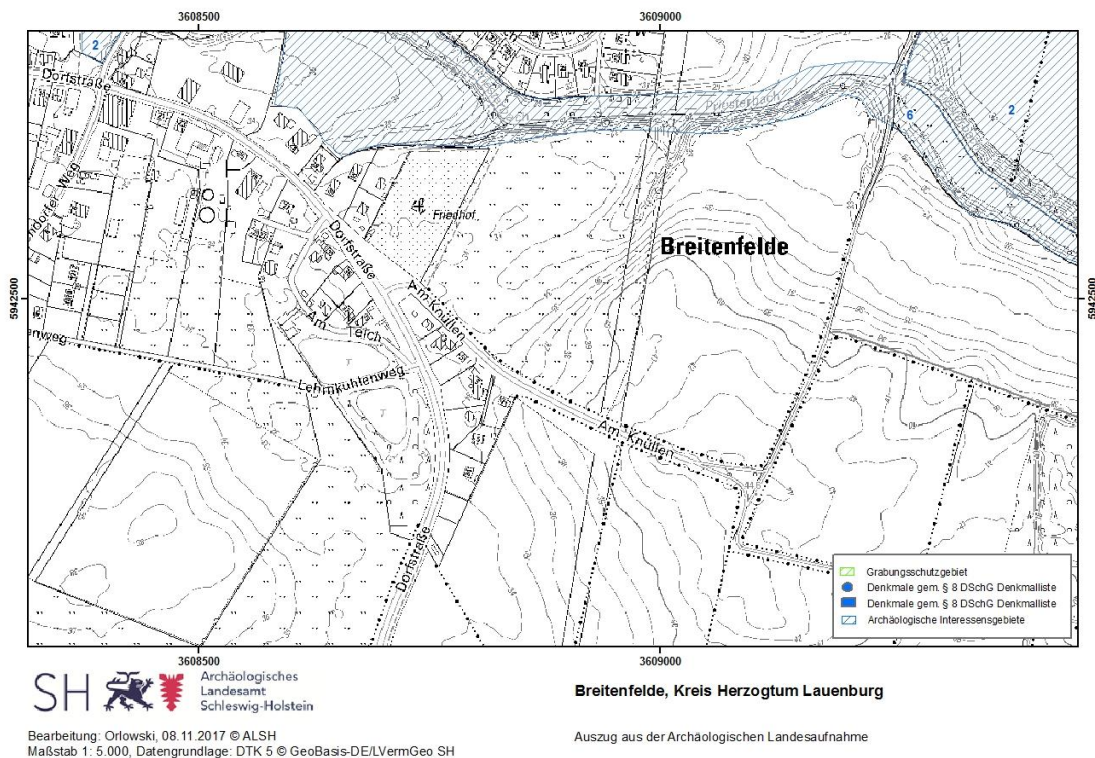 3608500
3609000
2
Dorfstraße
Priesterbach
2
6
Friedhof
Dorfstraße
Breitenfelde
5942500
5942500
Am Knüllen
Am Teich
Lehmkuhlenweg
Am Knüllen
44,6
Dorfstraße
Grabungsschutzgebiet
Denkmale gem. § 8 DSchG Denkmalliste
Denkmale gem. § 8 DSchG Denkmalliste
Archäologische Interessensgebiete
3608500
3609000
SH
Archäologisches
Landesamt
Schleswig-Holstein
Breitenfelde, Kreis Herzogtum Lauenburg
Bearbeitung: Orlowski, 08.11.2017 © ALSH
Auszug aus der Archäologischen Landesaufnahme
Maßstab 1: 5.000, Datengrundlage: DTK 5 © GeoBasis-DE/LVermGeo SH